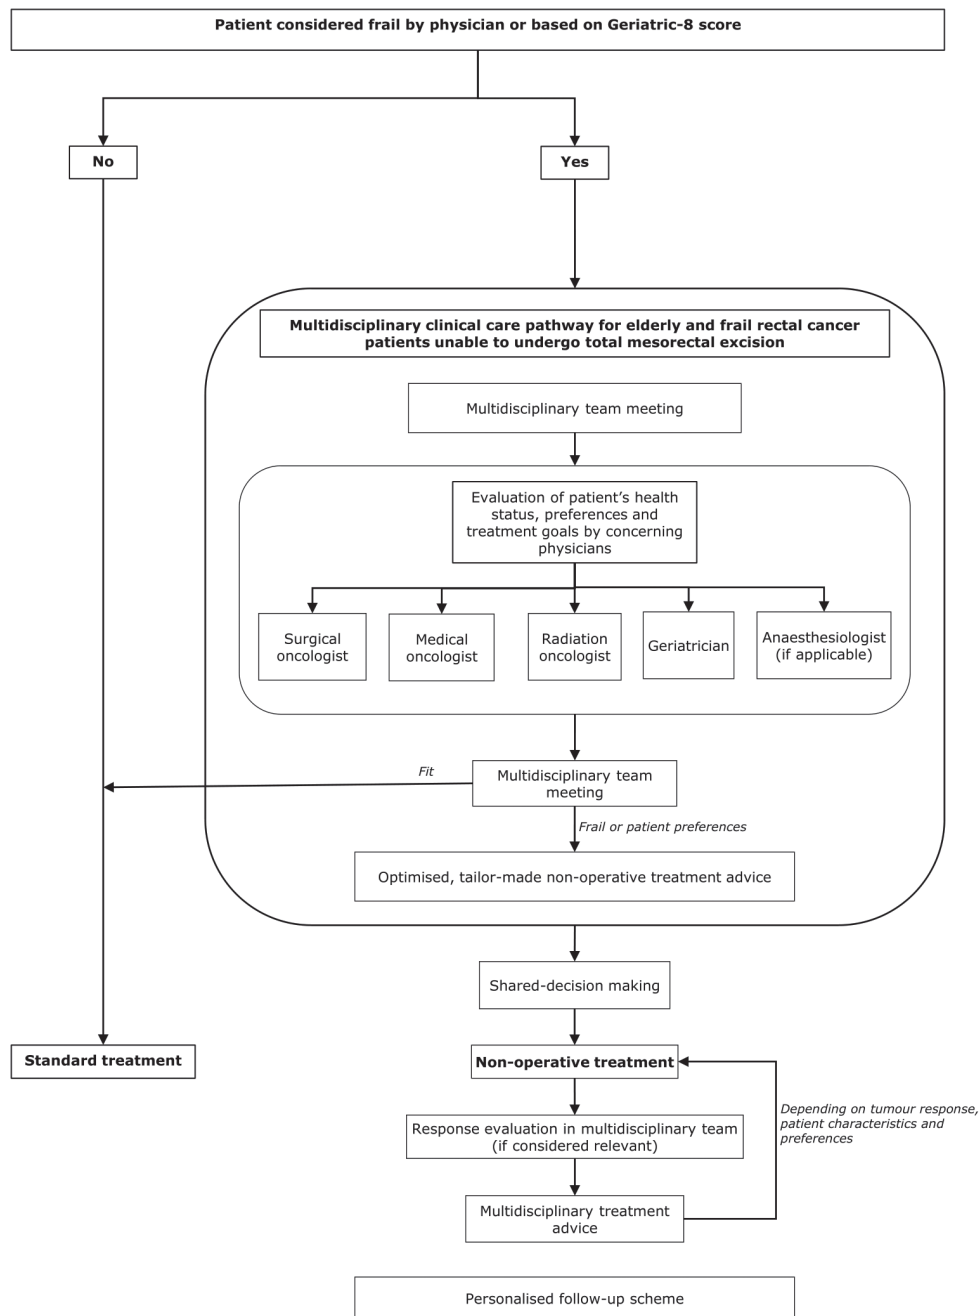 Patient considered frail by physician or based on Geriatric-8 score
No
Yes
Multidisciplinary clinical care pathway for elderly and frail rectal cancer
patients unable to undergo total mesorectal excision
Multidisciplinary team meeting
Evaluation of patient's health
status, preferences and
treatment goals by concerning
physicians
Surgical
oncologist
Medical
oncologist
Radiation
oncologist
Geriatrician
Anaesthesiologist
(if applicable)
Fit
Multidisciplinary team
meeting
Frail or patient preferences
Optimised, tailor-made non-operative treatment advice
Shared-decision making
Standard treatment
Non-operative treatment
Depending on tumour response,
patient characteristics and
preferences
Response evaluation in multidisciplinary team
(if considered relevant)
Multidisciplinary treatment
advice
Personalised follow-up scheme